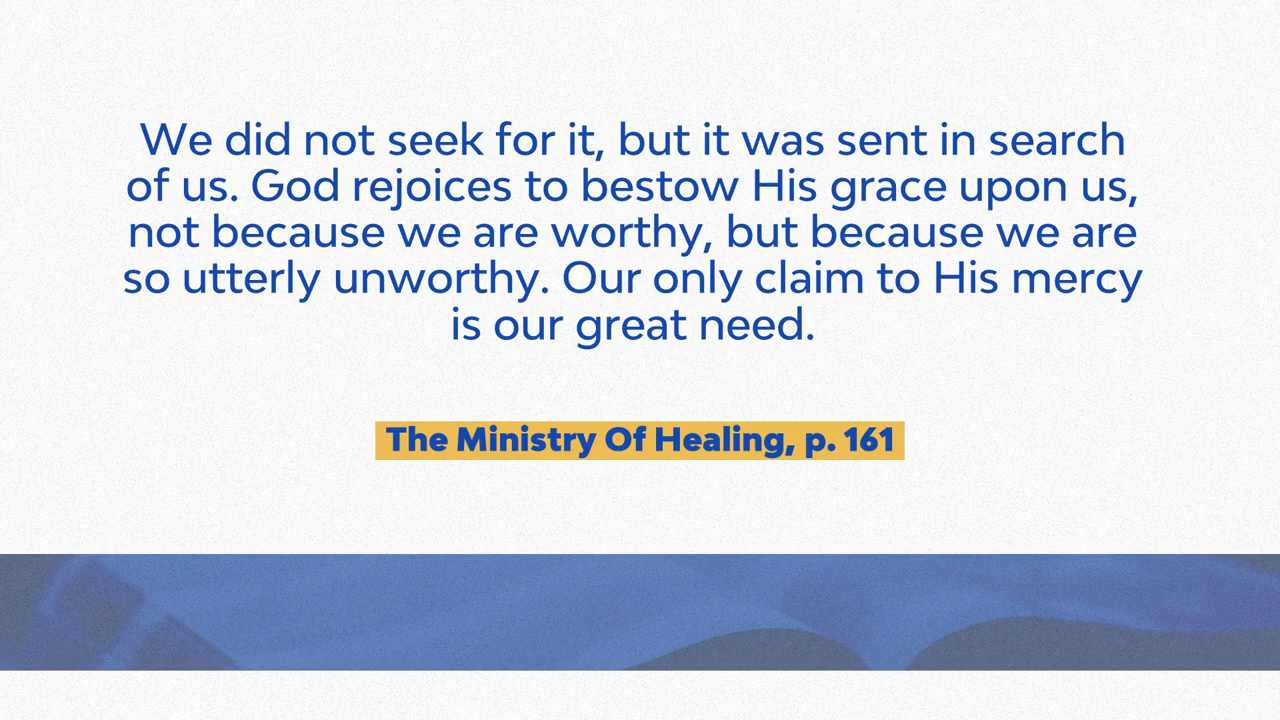 We did not seek for it, but it was sent in search
of us. God rejoices to bestow His grace upon us,
not because we are worthy, but because we are
so utterly unworthy. Our only claim to His mercy
is our great need.
The Ministry Of Healing, p. 161